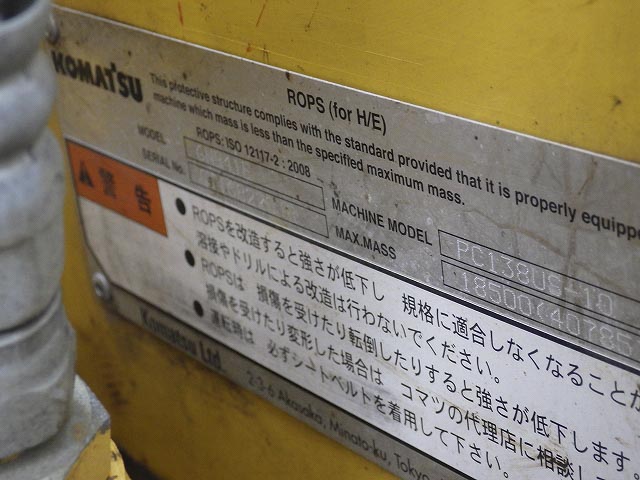 KOMATSU
ROPS (for H/E)
This protective structure complies with the standard provided that it is properly equippe
machine which mass is less than the specified maximum mass.
ROPS: ISO 12117-2 : 2008
MODEL
SERIAL No.
MACHINE MODEL PC138US-10
MAX.MASS 18500(40785
警告
● ROPSを改造すると強さが低下し 規格に適合しなくなることが
溶接やドリルによる改造は行わないでください。
● ROPSは 損傷を受けたり転倒したりすると強さが低下します。
損傷を受けたり変形した場合は コマツの代理店に相談し
● 運転時は 必ずシートベルトを着用して下さい。
Komatsu Ltd.
2-3-6 Akasaka, Minato-ku, Tokyo